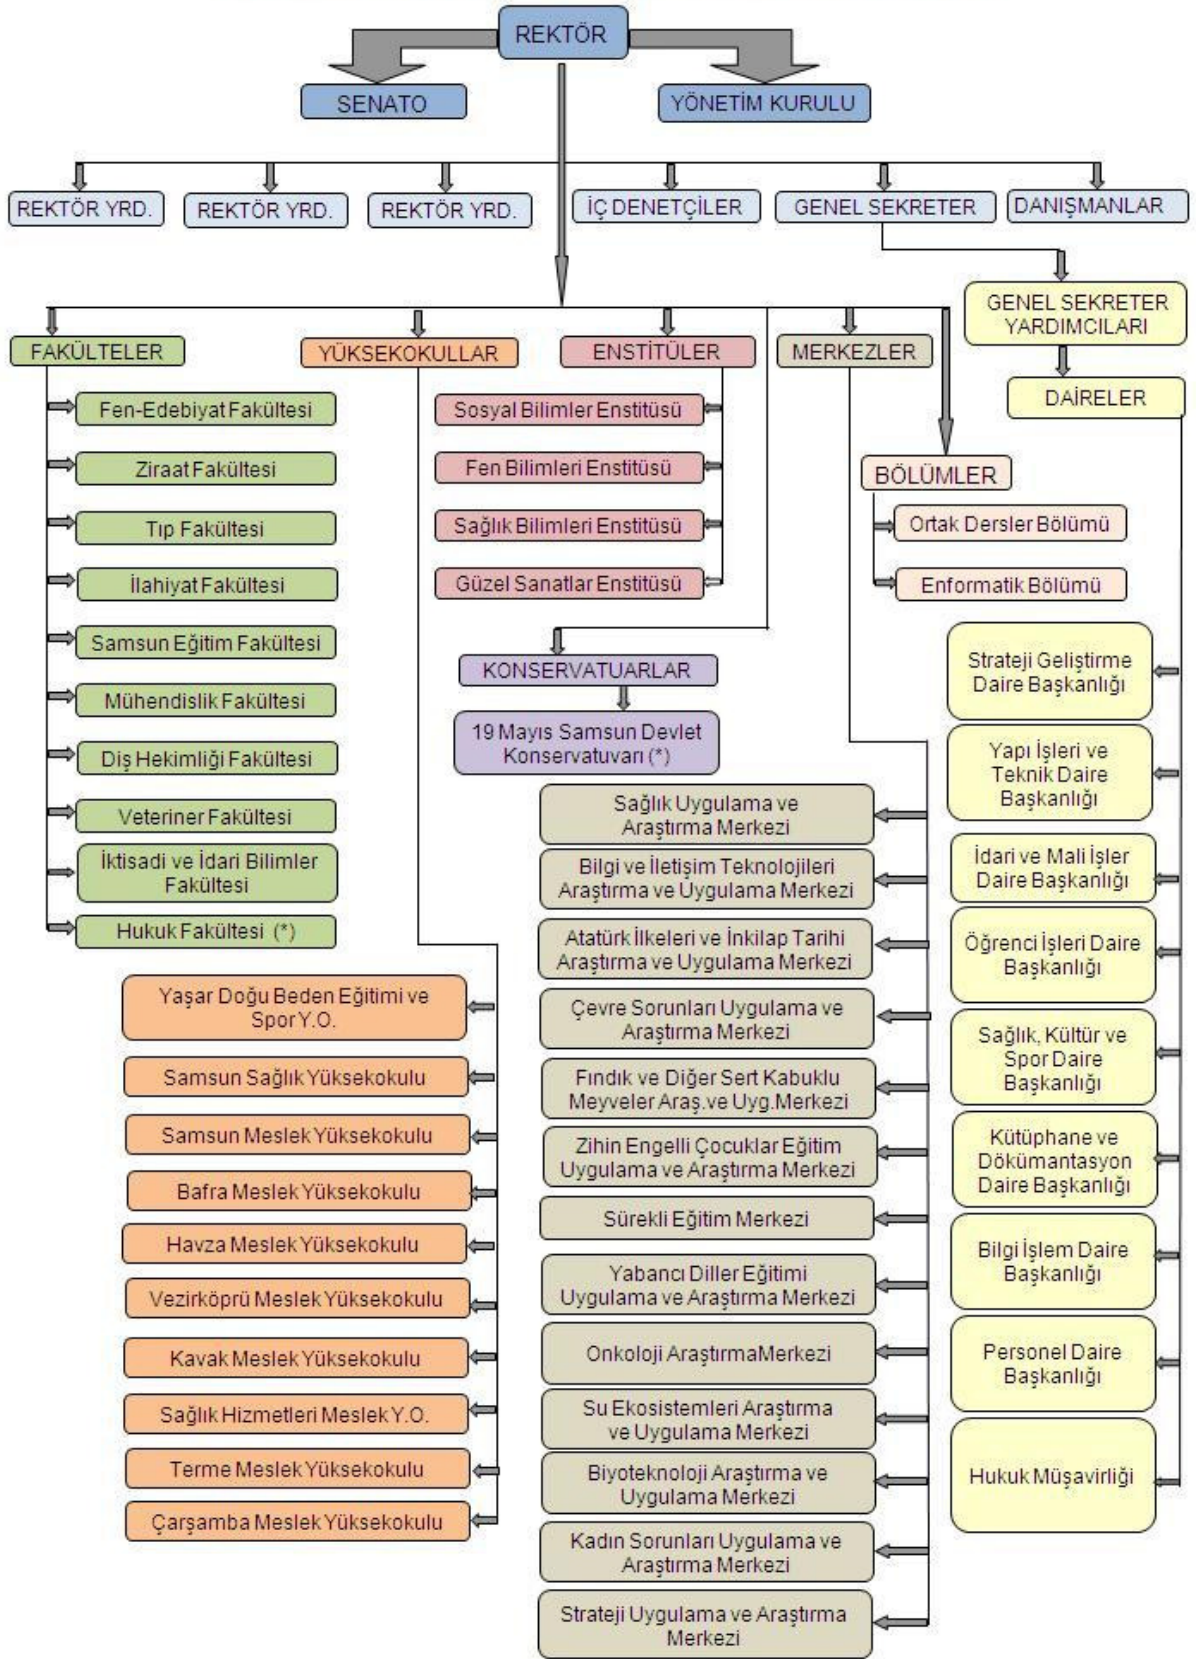 REKTÖR
SENATO
YÖNETİM KURULU
REKTÖR YRD.
REKTÖR YRD.
REKTÖR YRD.
İÇ DENETÇİLER
GENEL SEKRETER
DANIŞMANLAR
GENEL SEKRETER
YARDIMCILARI
DAİRELER
FAKÜLTELER
YÜKSEKOKULLAR
ENSTİTÜLER
MERKEZLER
BÖLÜMLER
Fen-Edebiyat Fakültesi
Ziraat Fakültesi
Tıp Fakültesi
İlahiyat Fakültesi
Samsun Eğitim Fakültesi
Mühendislik Fakültesi
Diş Hekimliği Fakültesi
Veteriner Fakültesi
İktisadi ve İdari Bilimler
Fakültesi
Hukuk Fakültesi (*)
Sosyal Bilimler Enstitüsü
Fen Bilimleri Enstitüsü
Sağlık Bilimleri Enstitüsü
Güzel Sanatlar Enstitüsü
Ortak Dersler Bölümü
Enformatik Bölümü
KONSERVATUARLAR
19 Mayıs Samsun Devlet
Konservatuvarı (*)
Yaşar Doğu Beden Eğitimi ve
Spor Y.O.
Samsun Sağlık Yüksekokulu
Samsun Meslek Yüksekokulu
Bafra Meslek Yüksekokulu
Havza Meslek Yüksekokulu
Vezirköprü Meslek Yüksekokulu
Kavak Meslek Yüksekokulu
Sağlık Hizmetleri Meslek Y.O.
Terme Meslek Yüksekokulu
Çarşamba Meslek Yüksekokulu
Sağlık Uygulama ve
Araştırma Merkezi
Bilgi ve İletişim Teknolojileri
Araştırma ve Uygulama Merkezi
Atatürk İlkeleri ve İnkilap Tarihi
Araştırma ve Uygulama Merkezi
Çevre Sorunları Uygulama ve
Araştırma Merkezi
Fındık ve Diğer Sert Kabuklu
Meyveler Araş.ve Uyg.Merkezi
Zihin Engelli Çocuklar Eğitim
Uygulama ve Araştırma Merkezi
Sürekli Eğitim Merkezi
Yabancı Diller Eğitimi
Uygulama ve Araştırma Merkezi
Onkoloji AraştırmaMerkezi
Su Ekosistemleri Araştırma
ve Uygulama Merkezi
Biyoteknoloji Araştırma ve
Uygulama Merkezi
Kadın Sorunları Uygulama ve
Araştırma Merkezi
Strateji Uygulama ve Araştırma
Merkezi
Strateji Geliştirme
Daire Başkanlığı
Yapı İşleri ve
Teknik Daire
Başkanlığı
İdari ve Mali İşler
Daire Başkanlığı
Öğrenci İşleri Daire
Başkanlığı
Sağlık, Kültür ve
Spor Daire
Başkanlığı
Kütüphane ve
Dökümantasyon
Daire Başkanlığı
Bilgi İşlem Daire
Başkanlığı
Personel Daire
Başkanlığı
Hukuk Müşavirliği